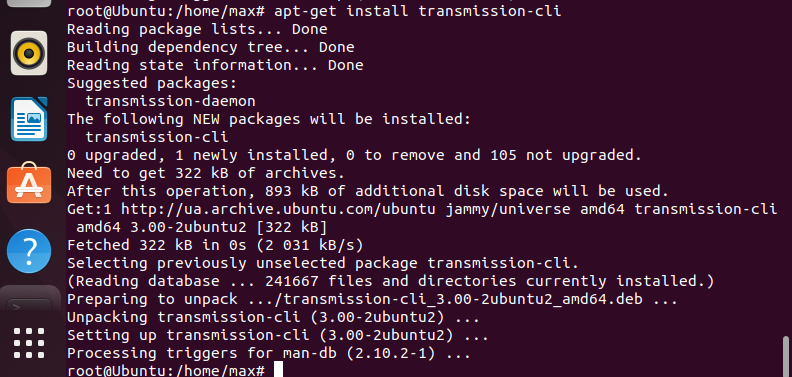 root@Ubuntu:/home/max# apt-get install transmission-cli
Reading package lists... Done
Building dependency tree... Done
Reading state information... Done
Suggested packages:
  transmission-daemon
The following NEW packages will be installed:
  transmission-cli
0 upgraded, 1 newly installed, 0 to remove and 105 not upgraded.
Need to get 322 kB of archives.
After this operation, 893 kB of additional disk space will be used.
Get:1 http://ua.archive.ubuntu.com/ubuntu jammy/universe amd64 transmission-cli
 amd64 3.00-2ubuntu2 [322 kB]
Fetched 322 kB in 0s (2 031 kB/s)
Selecting previously unselected package transmission-cli.
(Reading database ... 241667 files and directories currently installed.)
Preparing to unpack .../transmission-cli_3.00-2ubuntu2_amd64.deb ...
Unpacking transmission-cli (3.00-2ubuntu2) ...
Setting up transmission-cli (3.00-2ubuntu2) ...
Processing triggers for man-db (2.10.2-1) ...
root@Ubuntu:/home/max#